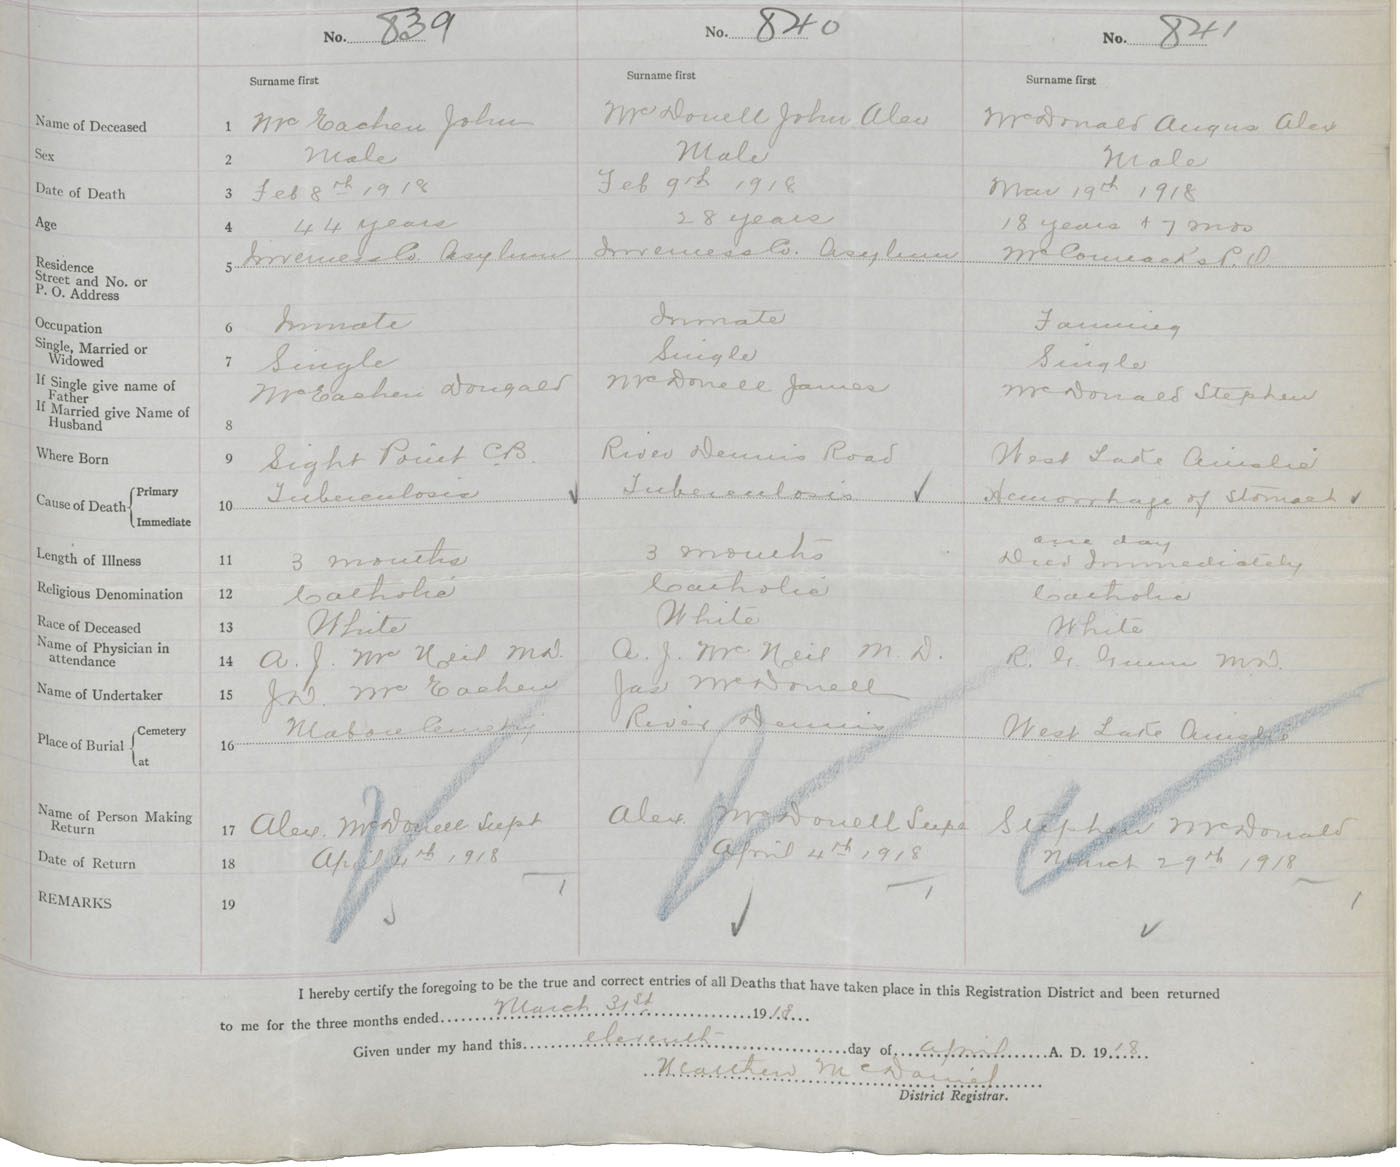 No. 839 No. 840 No. 841
Surname first Surname first Surname first
Name of Deceased 1 McEachen John McDonell John Alex McDonald Angus Alex
Sex 2 Male Male Male
Date of Death 3 Feb 8th 1918 Feb 9th 1918 Mar 19th 1918
Age 4 44 years 28 years 18 years + 7 mos
Residence Street and No. or P. O. Address 5 Inverness Co. Asylum Inverness Co. Asylum McCormack's P.O.
Occupation 6 Inmate Inmate Farming
Single, Married or Widowed 7 Single Single Single
If Single give name of Father McEachen Dougald McDonell James McDonald Stephen
If Married give Name of Husband 8
Where Born 9 Sight Point C.B. River Dennis Road West Lake Ainslie
Cause of Death { Primary Immediate 10 Tuberculosis ✓ Tuberculosis ✓ Hemorrhage of Stomach ✓
one day
Length of Illness 11 3 months 3 months Died Immediately
Religious Denomination 12 Catholic Catholic Catholic
Race of Deceased 13 White White White
Name of Physician in attendance 14 A. J. McNeil M.D. A. J. McNeil M.D. R. G. Gunn M.D.
Name of Undertaker 15 J.D. McEachen Jas McDonell
Place of Burial { Cemetery at 16 Mabou Cemetery River Dennis West Lake Ainslie
Name of Person Making Return 17 Alex. McDonell Supt Alex. McDonell Supt Stephen McDonald
Date of Return 18 April 4th 1918 April 4th 1918 March 29th 1918
REMARKS 19
I hereby certify the foregoing to be the true and correct entries of all Deaths that have taken place in this Registration District and been returned
to me for the three months ended March 31st 1918
Given under my hand this eleventh day of April A. D. 1918
Matthew McDaniel
District Registrar.